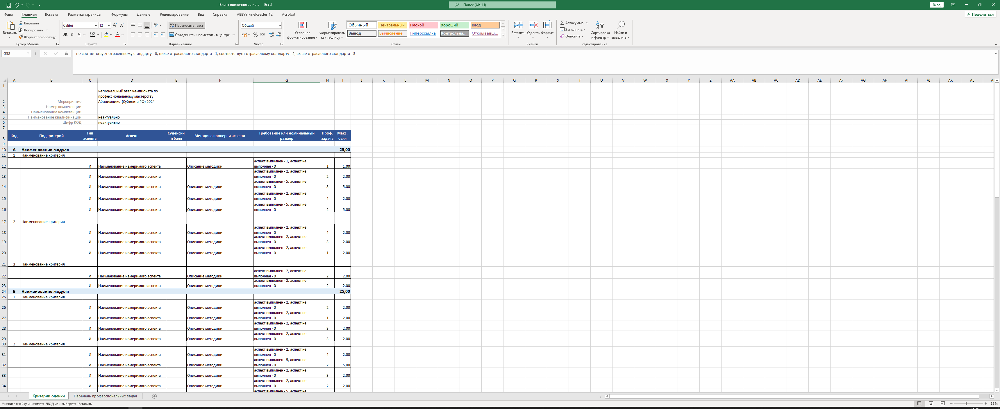 Бланк оценочного листа - Excel
Поиск (Alt+Ы)
Вход
Файл Главная Вставка Разметка страницы Формулы Данные Рецензирование Вид Справка ABBYY FineReader 12 Acrobat
Поделиться
Вставить
Вырезать
Копировать
Формат по образцу
Буфер обмена
Calibri 12
Ж К Ч
Шрифт
Переносить текст
Объединить и поместить в центре
Выравнивание
Общий
Число
Условное форматирование
Форматировать как таблицу
Обычный Нейтральный Плохой Хороший Ввод
Вывод Вычисление Гиперссылка Контрольна... Открывавш...
Стили
Вставить Удалить Формат
Ячейки
Автосумма
Заполнить
Очистить
Сортировка и фильтр
Найти и выделить
Редактирование
G58
fx
не соответствует отраслевому стандарту - 0, ниже отраслевого стандарта - 1, соответствует отраслевому стандарту - 2, выше отраслевого стандарта - 3
A B C D E F G H I J K L M N O P Q R S T U V W X Y Z AA AB AC AD AE AF AG AH AI AJ AK AL A
1
Региональный этап чемпионата по
профессиональному мастерству
2 Мероприятие Абилимпикс (Субъекта РФ) 2024
3 Номер компетенции
4 Наименование компетенции
5 Наименование квалификации неактуально
6 Шифр КОД неактуально
7
8 Код Подкритерий Тип аспекта Аспект Судейский балл Методика проверки аспекта Требование или номинальный размер Проф. задача Макс. балл
9
10 А Наименование модуля 25,00
11 1 Наименование критерия
12 И Наименование измеримого аспекта Описание методики аспект выполнен - 1, аспект не выполнен - 0 1 1,00
13 И Наименование измеримого аспекта Описание методики аспект выполнен - 2, аспект не выполнен - 0 2 2,00
14 И Наименование измеримого аспекта Описание методики аспект выполнен - 5, аспект не выполнен - 0 3 5,00
15 И Наименование измеримого аспекта Описание методики аспект выполнен - 2, аспект не выполнен - 0 4 2,00
16 И Наименование измеримого аспекта Описание методики аспект выполнен - 5, аспект не выполнен - 0 2 5,00
17 2 Наименование критерия
18 И Наименование измеримого аспекта Описание методики аспект выполнен - 2, аспект не выполнен - 0 4 2,00
19 И Наименование измеримого аспекта Описание методики аспект выполнен - 2, аспект не выполнен - 0 3 2,00
20 И Наименование измеримого аспекта Описание методики аспект выполнен - 2, аспект не выполнен - 0 1 2,00
21 3 Наименование критерия
22 И Наименование измеримого аспекта Описание методики аспект выполнен - 2, аспект не выполнен - 0 2 2,00
23 И Наименование измеримого аспекта Описание методики аспект выполнен - 2, аспект не выполнен - 0 2 2,00
24 Б Наименование модуля 25,00
25 1 Наименование критерия
26 И Наименование измеримого аспекта Описание методики аспект выполнен - 2, аспект не выполнен - 0 2 2,00
27 И Наименование измеримого аспекта Описание методики аспект выполнен - 2, аспект не выполнен - 0 1 2,00
28 И Наименование измеримого аспекта Описание методики аспект выполнен - 2, аспект не выполнен - 0 3 2,00
29 И Наименование измеримого аспекта Описание методики аспект выполнен - 2, аспект не выполнен - 0 3 2,00
30 2 Наименование критерия
31 И Наименование измеримого аспекта Описание методики аспект выполнен - 2, аспект не выполнен - 0 4 2,00
32 И Наименование измеримого аспекта Описание методики аспект выполнен - 5, аспект не выполнен - 0 2 5,00
33 И Наименование измеримого аспекта Описание методики аспект выполнен - 2, аспект не выполнен - 0 3 2,00
34 И Наименование измеримого аспекта Описание методики аспект выполнен - 2, аспект не выполнен - 0 2 2,00
аспект выполнен - 5, аспект не
Критерии оценки Перечень профессиональных задач
Укажите ячейку и нажмите ВВОД или выберите "Вставить"
85 %